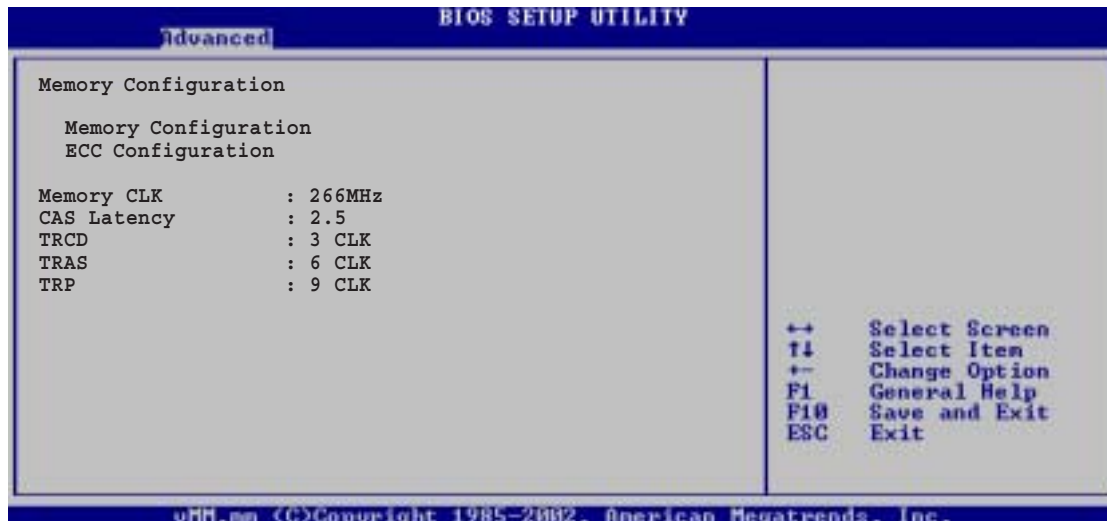 BIOS SETUP UTILITY
Advanced
Memory Configuration
Memory Configuration
ECC Configuration
Memory CLK : 266MHz
CAS Latency : 2.5
TRCD : 3 CLK
TRAS : 6 CLK
TRP : 9 CLK
←→ Select Screen
↑↓ Select Item
+- Change Option
F1 General Help
F10 Save and Exit
ESC Exit
vMM.mm (C)Copyright 1985-2002, American Megatrends, Inc.